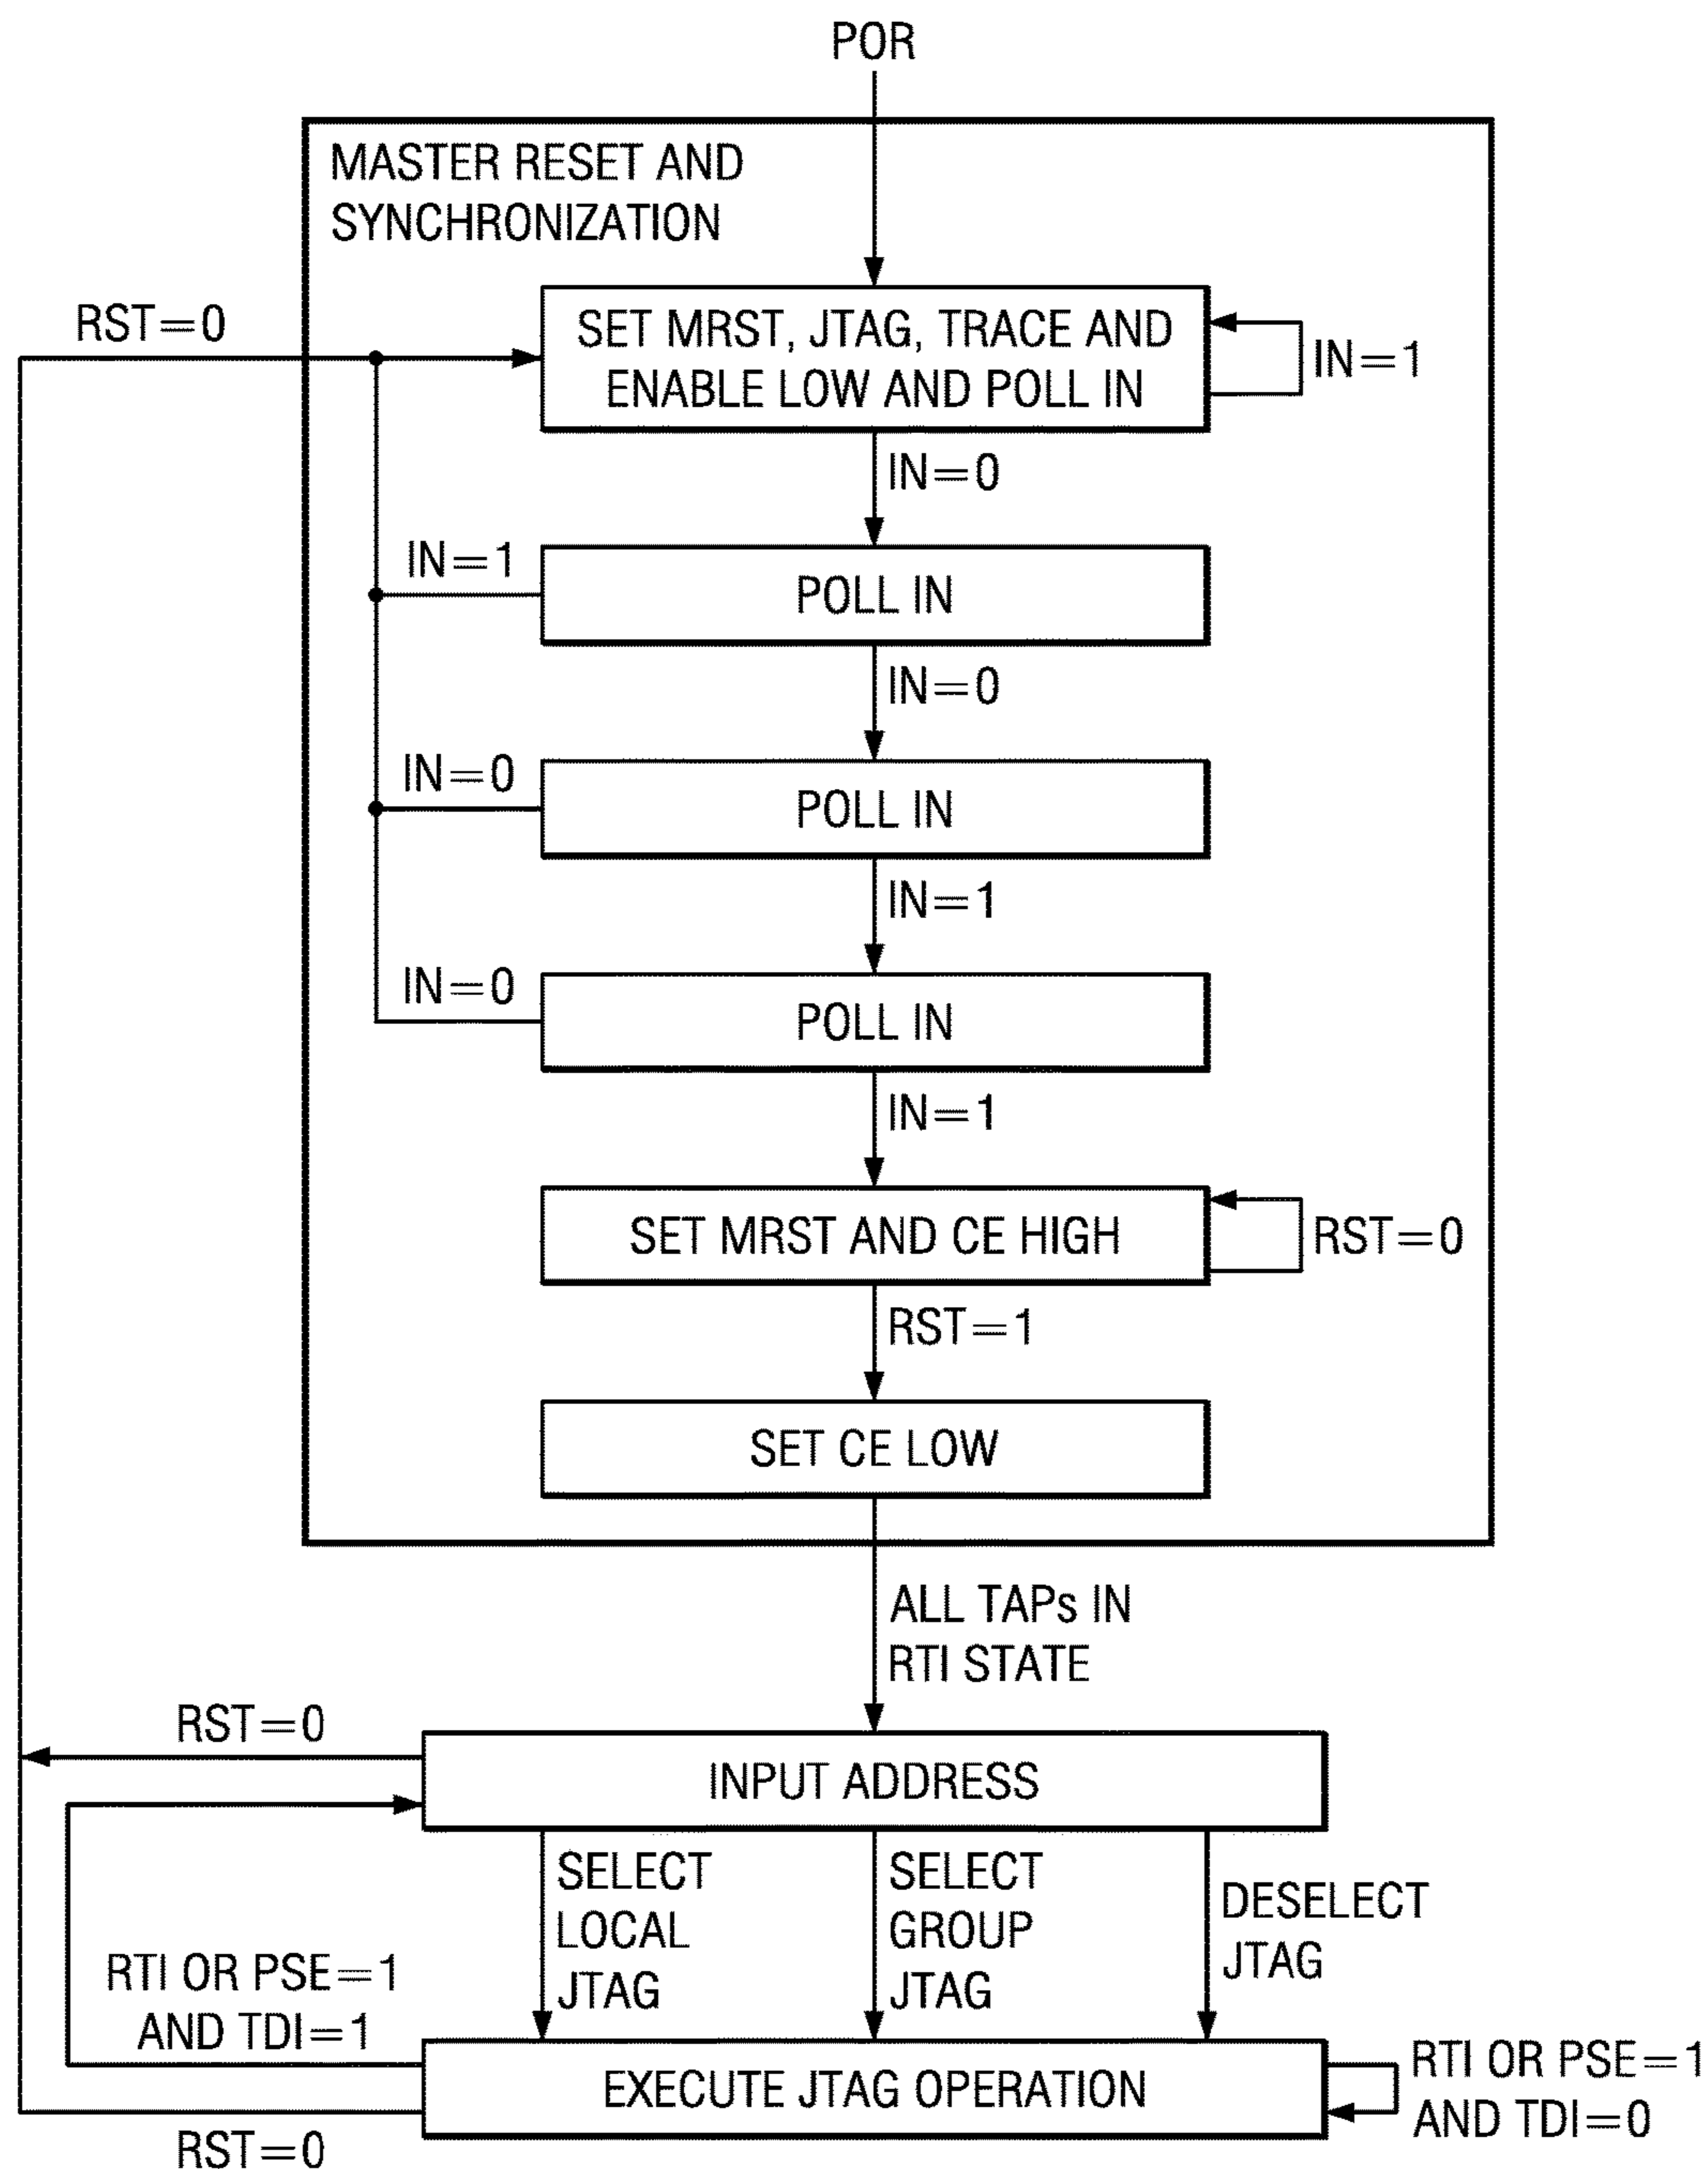 POR
MASTER RESET AND
SYNCHRONIZATION
RST=0
SET MRST, JTAG, TRACE AND
ENABLE LOW AND POLL IN
IN=1
IN=0
IN=1
POLL IN
IN=0
IN=0
POLL IN
IN=1
IN=0
POLL IN
IN=1
SET MRST AND CE HIGH
RST=0
RST=1
SET CE LOW
ALL TAPs IN
RTI STATE
RST=0
INPUT ADDRESS
SELECT
LOCAL
JTAG
SELECT
GROUP
JTAG
DESELECT
JTAG
RTI OR PSE=1
AND TDI=1
EXECUTE JTAG OPERATION
RTI OR PSE=1
AND TDI=0
RST=0